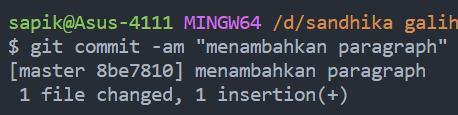 sapik@Asus-4111 MINGW64 /d/sandhika galih
$ git commit -am "menambahkan paragraph"
[master 8be7810] menambahkan paragraph
 1 file changed, 1 insertion(+)